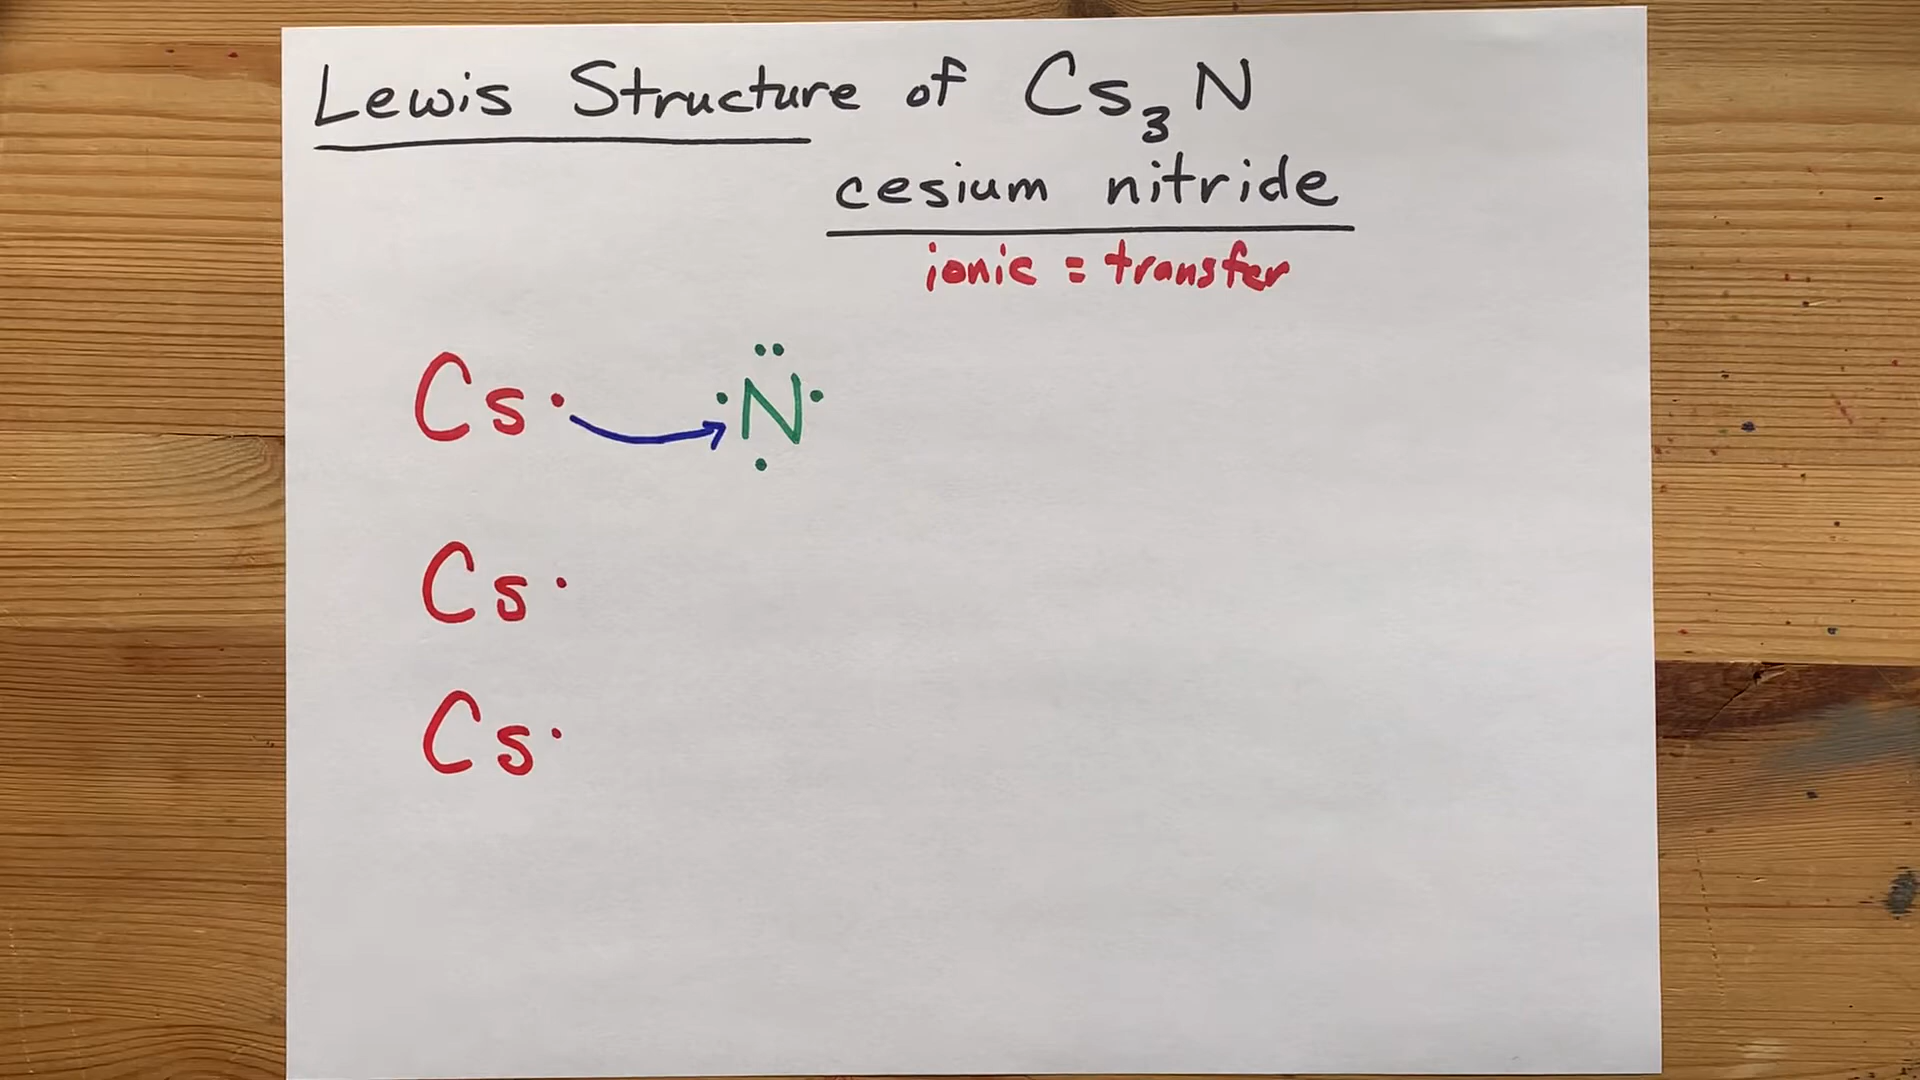 Lewis Structure of Cs₃N
cesium nitride
ionic = transfer
Cs· ·N̈·
·
Cs·
Cs·